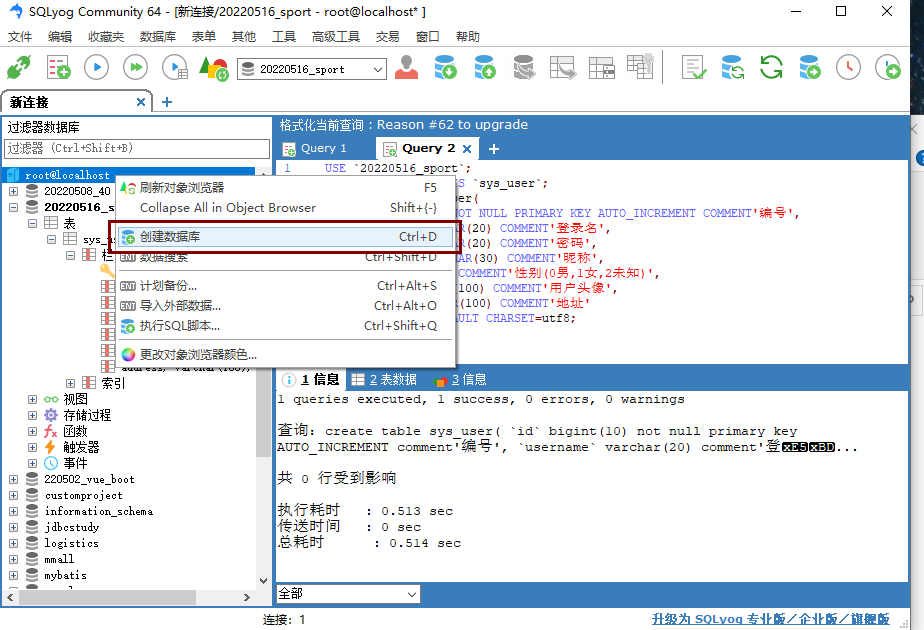 SQLyog Community 64 - [新连接/20220516_sport - root@localhost* ]
文件 编辑 收藏夹 数据库 表单 其他 工具 高级工具 交易 窗口 帮助
20220516_sport
新连接
过滤器数据库
过滤器 (Ctrl+Shift+B)
root@localhost
20220508_40
20220516_s
表
sys_
索引
视图
存储过程
函数
触发器
事件
220502_vue_boot
customproject
information_schema
jdbcstudy
logistics
mmall
mybatis
格式化当前查询 : Reason #62 to upgrade
Query 1
Query 2
1 USE `20220516_sport`;
S `sys_user`;
er(
NOT NULL PRIMARY KEY AUTO_INCREMENT COMMENT'编号',
R(20) COMMENT'登录名',
R(20) COMMENT'密码',
AR(30) COMMENT'昵称',
COMMENT'性别(0男,1女,2未知)',
100) COMMENT'用户头像',
(100) COMMENT'地址'
AULT CHARSET=utf8;
刷新对象浏览器 F5
Collapse All in Object Browser Shift+{-}
创建数据库 Ctrl+D
数据搜索 Ctrl+Shift+D
计划备份... Ctrl+Alt+S
导入外部数据... Ctrl+Alt+O
执行SQL脚本... Ctrl+Shift+Q
更改对象浏览器颜色...
1 信息 2 表数据 3 信息
1 queries executed, 1 success, 0 errors, 0 warnings
查询: create table sys_user( `id` bigint(10) not null primary key
AUTO_INCREMENT comment'编号', `username` varchar(20) comment'登xE5xBD...
共 0 行受到影响
执行耗时 : 0.513 sec
传送时间 : 0 sec
总耗时 : 0.514 sec
全部
连接: 1
升级为 SQLyog 专业版/企业版/旗舰版